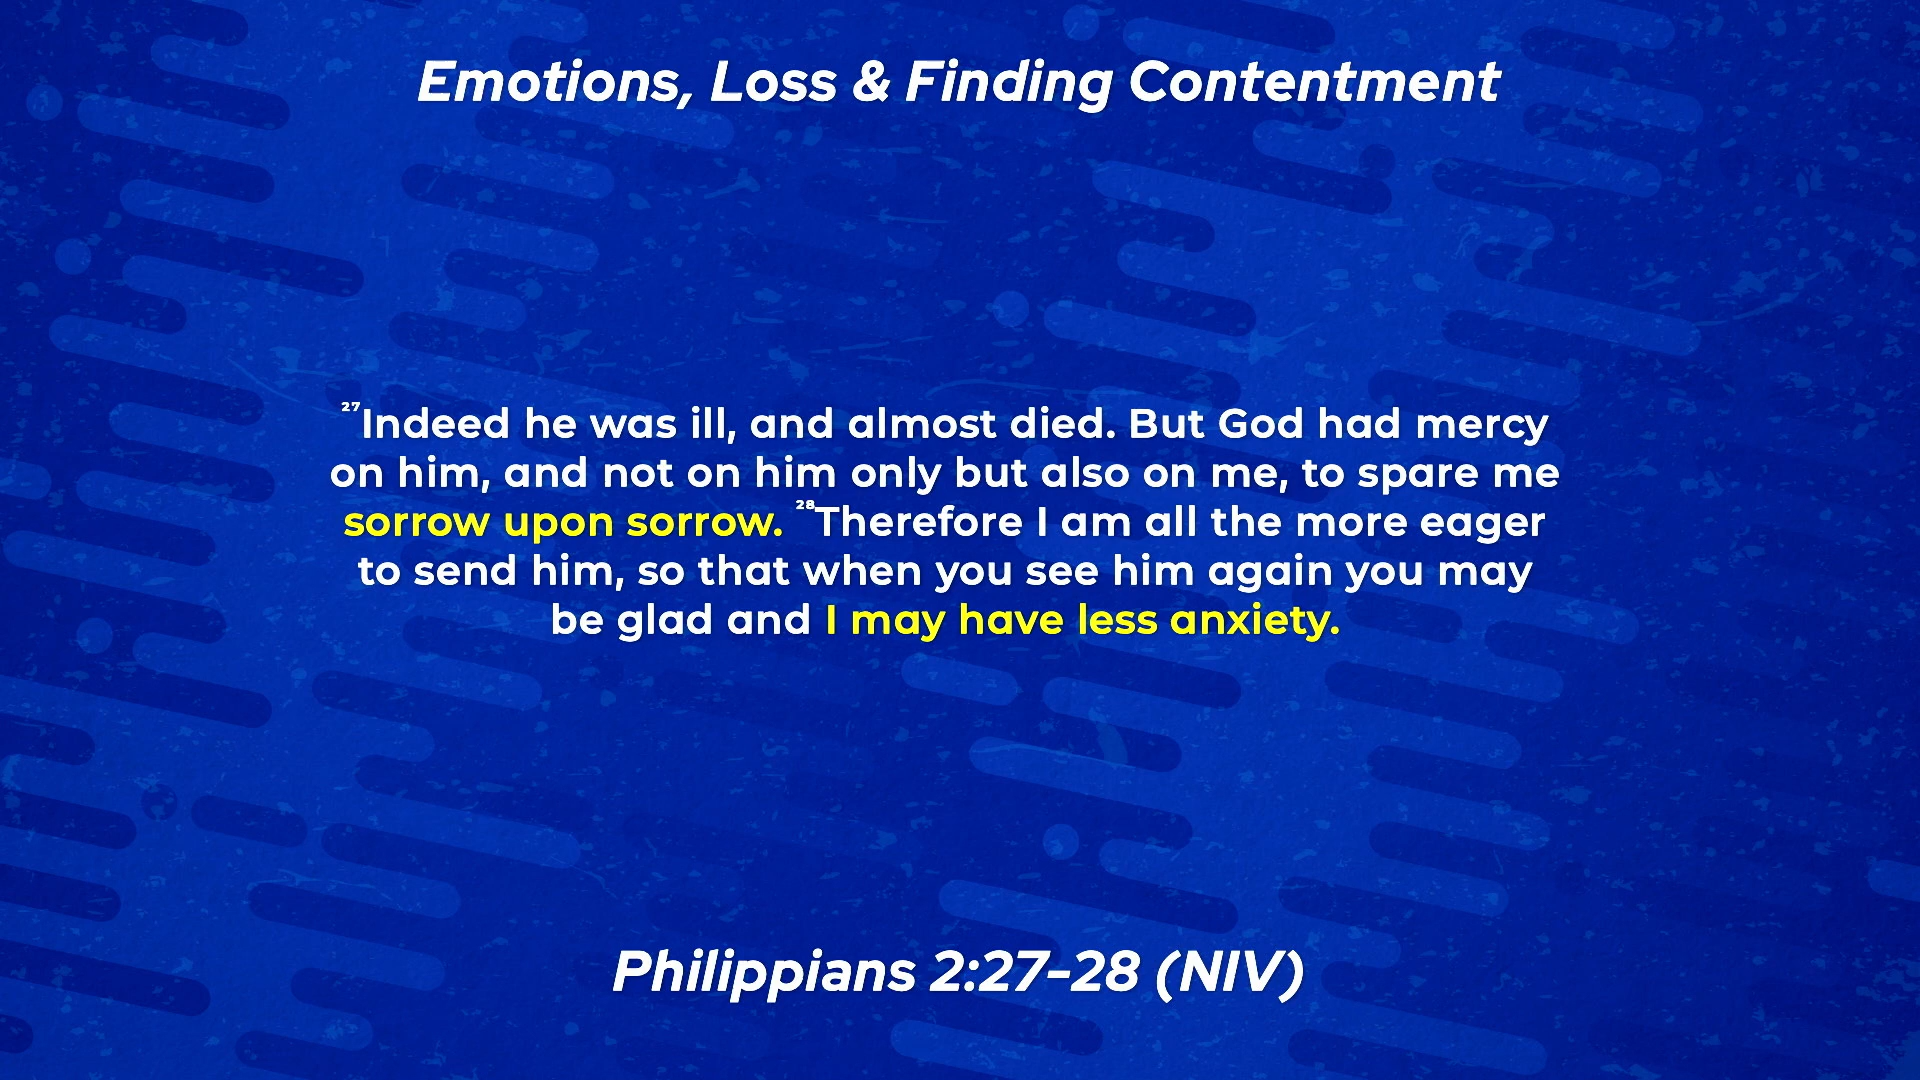 Emotions, Loss & Finding Contentment
²⁷Indeed he was ill, and almost died. But God had mercy
on him, and not on him only but also on me, to spare me
sorrow upon sorrow. ²⁸Therefore I am all the more eager
to send him, so that when you see him again you may
be glad and I may have less anxiety.
Philippians 2:27-28 (NIV)